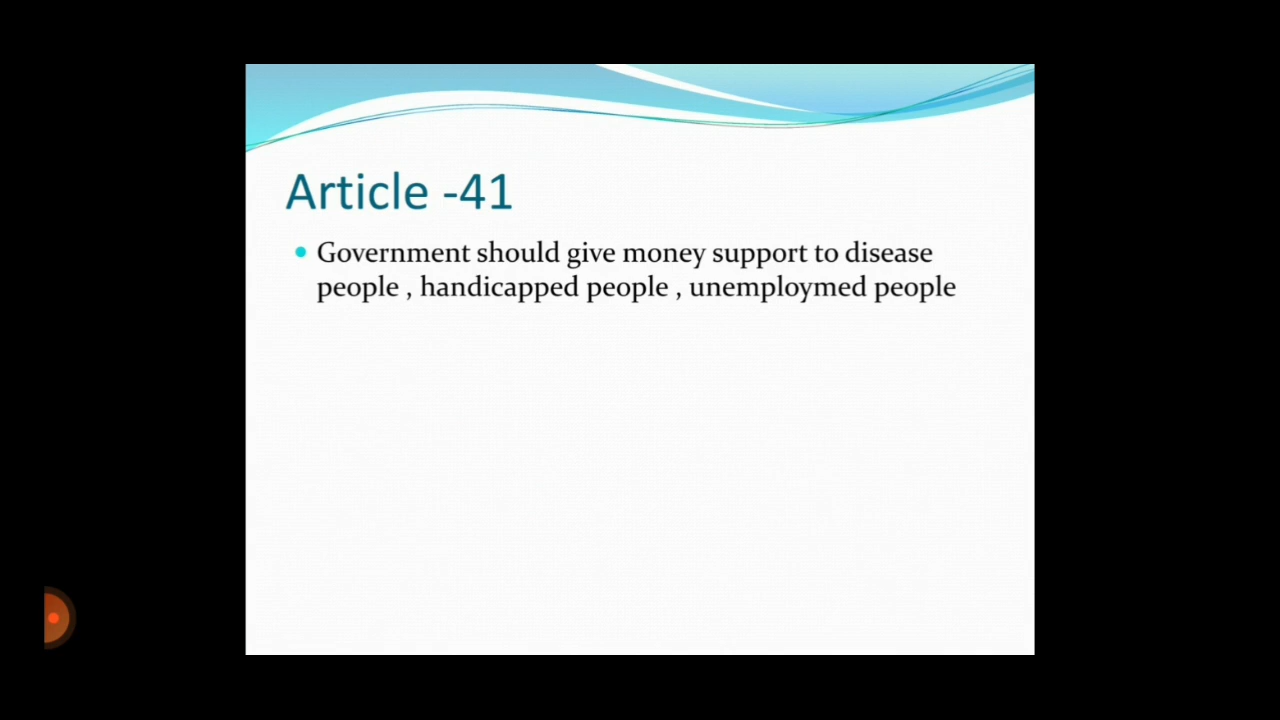 Article -41
Government should give money support to disease
people , handicapped people , unemploymed people